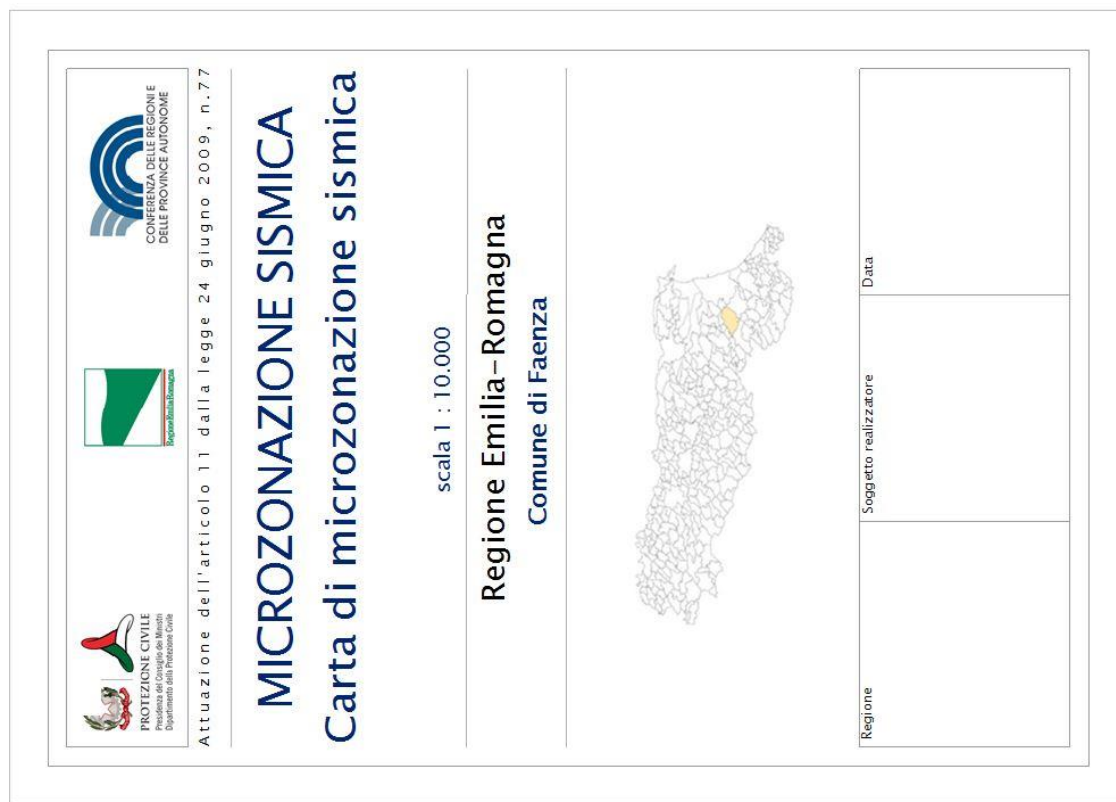 PROTEZIONE CIVILE
Presidenza del Consiglio dei Ministri
Dipartimento della Protezione Civile
RegioneEmiliaRomagna
CONFERENZA DELLE REGIONI E
DELLE PROVINCE AUTONOME
Attuazione dell'articolo 11 dalla legge 24 giugno 2009, n.77
MICROZONAZIONE SISMICA
Carta di microzonazione sismica
scala 1 : 10.000
Regione Emilia-Romagna
Comune di Faenza
Regione
Soggetto realizzatore
Data